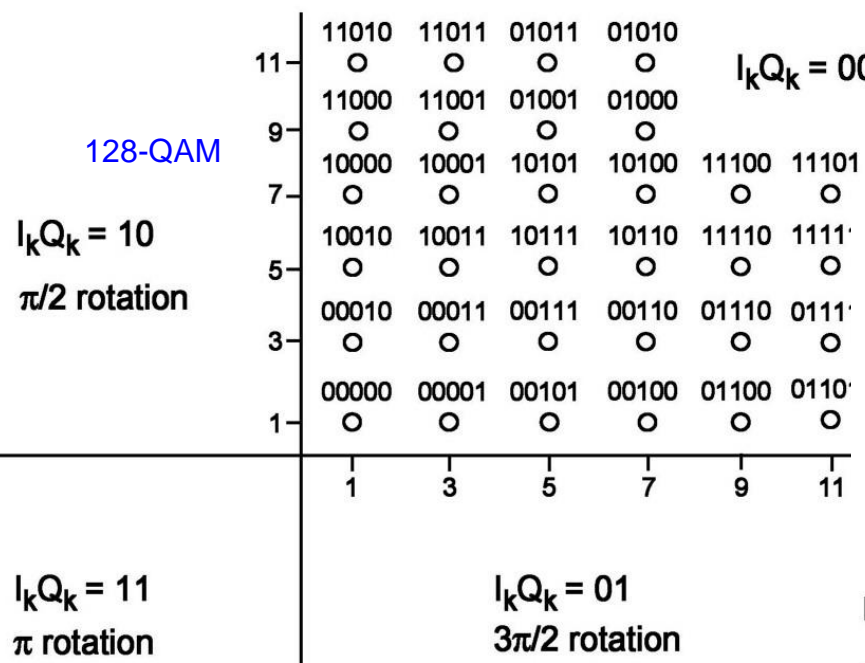 11010 11011 01011 01010
11
IkQk = 00
11000 11001 01001 01000
9
128-QAM
10000 10001 10101 10100 11100 11101
7
IkQk = 10
10010 10011 10111 10110 11110 11111
5
π/2 rotation
00010 00011 00111 00110 01110 01111
3
00000 00001 00101 00100 01100 01101
1
1 3 5 7 9 11
IkQk = 11
π rotation
IkQk = 01
3π/2 rotation